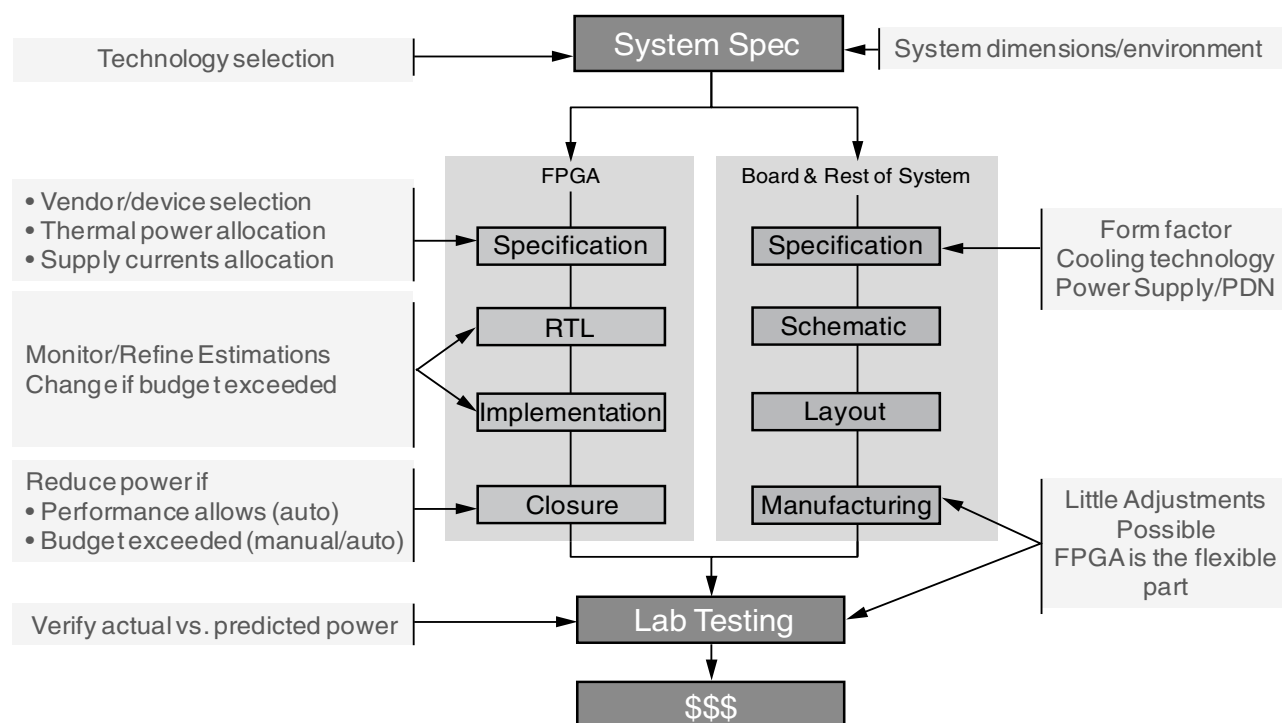 System Spec
Technology selection
System dimensions/environment
FPGA
Board & Rest of System
• Vendor/device selection
• Thermal power allocation
• Supply currents allocation
Specification
Specification
Form factor
Cooling technology
Power Supply/PDN
RTL
Schematic
Monitor/Refine Estimations
Change if budget exceeded
Implementation
Layout
Reduce power if
• Performance allows (auto)
• Budget exceeded (manual/auto)
Closure
Manufacturing
Little Adjustments
Possible
FPGA is the flexible
part
Verify actual vs. predicted power
Lab Testing
$$$